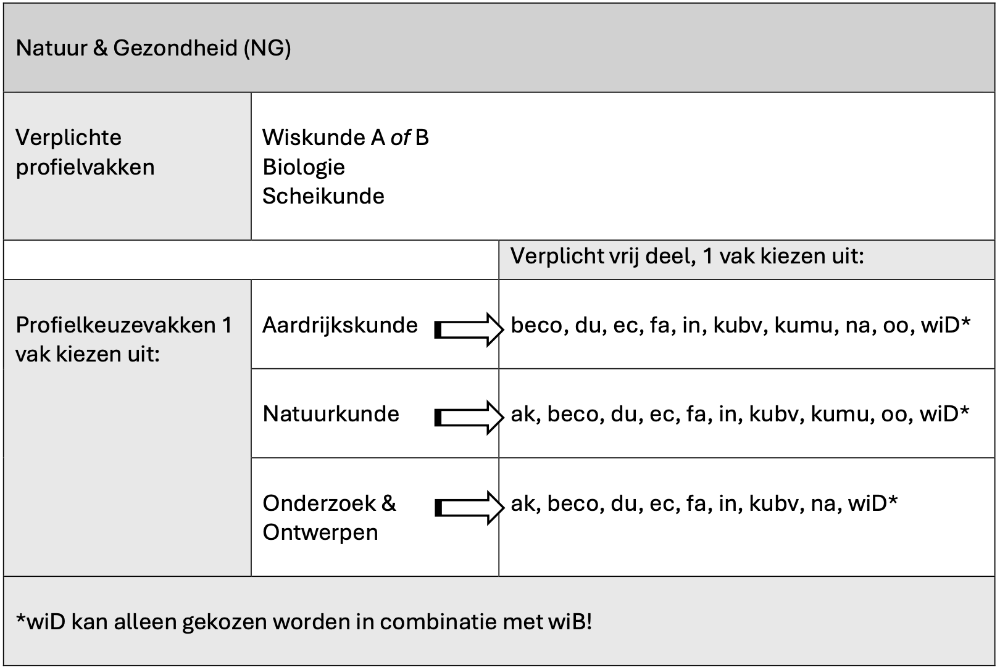 Natuur & Gezondheid (NG)
Verplichte
profielvakken
Wiskunde A of B
Biologie
Scheikunde
Verplicht vrij deel, 1 vak kiezen uit:
Profielkeuzevakken 1
vak kiezen uit:
Aardrijkskunde
beco, du, ec, fa, in, kubv, kumu, na, oo, wiD*
Natuurkunde
ak, beco, du, ec, fa, in, kubv, kumu, oo, wiD*
Onderzoek &
Ontwerpen
ak, beco, du, ec, fa, in, kubv, na, wiD*
*wiD kan alleen gekozen worden in combinatie met wiB!